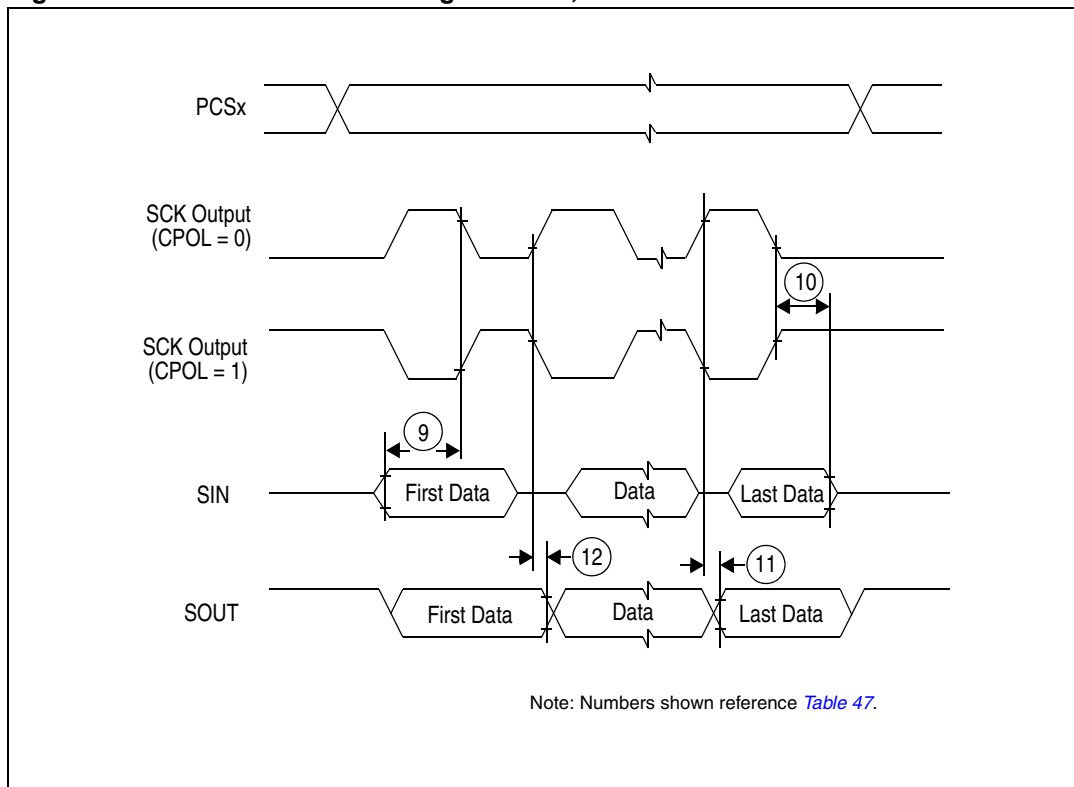 PCSx
SCK Output
(CPOL = 0)
10
SCK Output
(CPOL = 1)
9
SIN
First Data
Data
Last Data
12
11
SOUT
First Data
Data
Last Data
Note: Numbers shown reference Table 47.